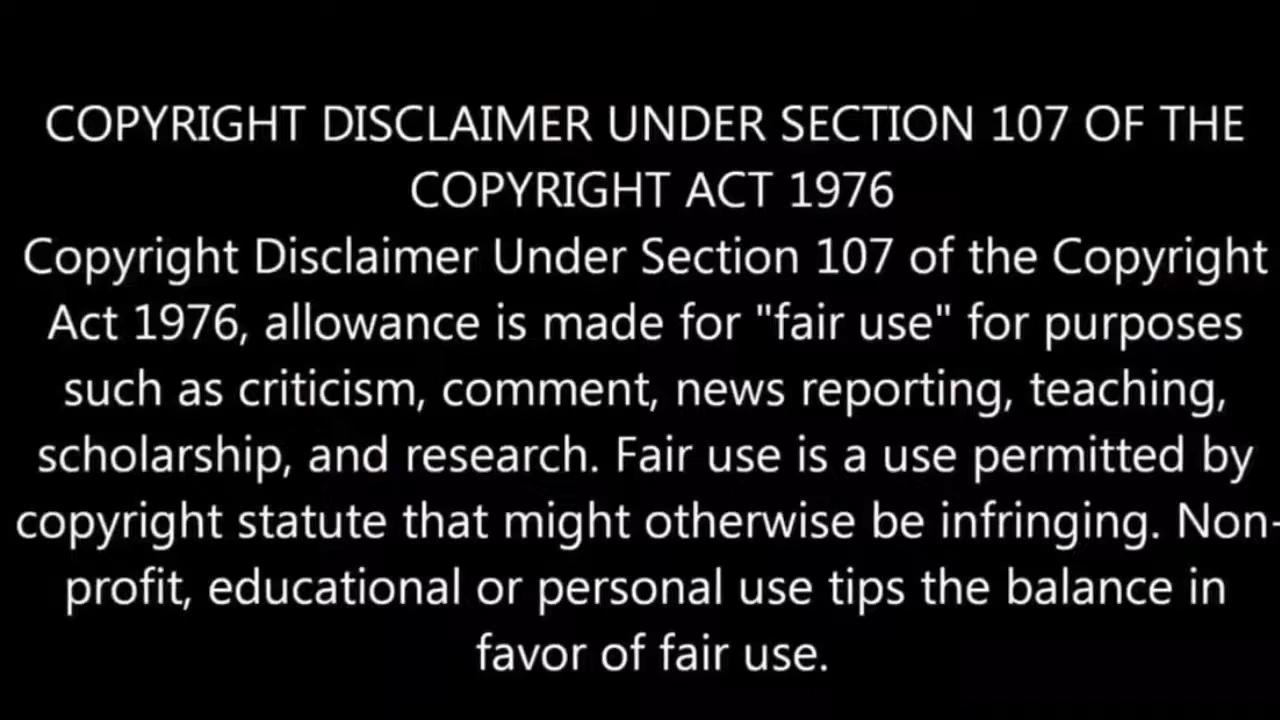 COPYRIGHT DISCLAIMER UNDER SECTION 107 OF THE
COPYRIGHT ACT 1976
Copyright Disclaimer Under Section 107 of the Copyright
Act 1976, allowance is made for "fair use" for purposes
such as criticism, comment, news reporting, teaching,
scholarship, and research. Fair use is a use permitted by
copyright statute that might otherwise be infringing. Non-
profit, educational or personal use tips the balance in
favor of fair use.